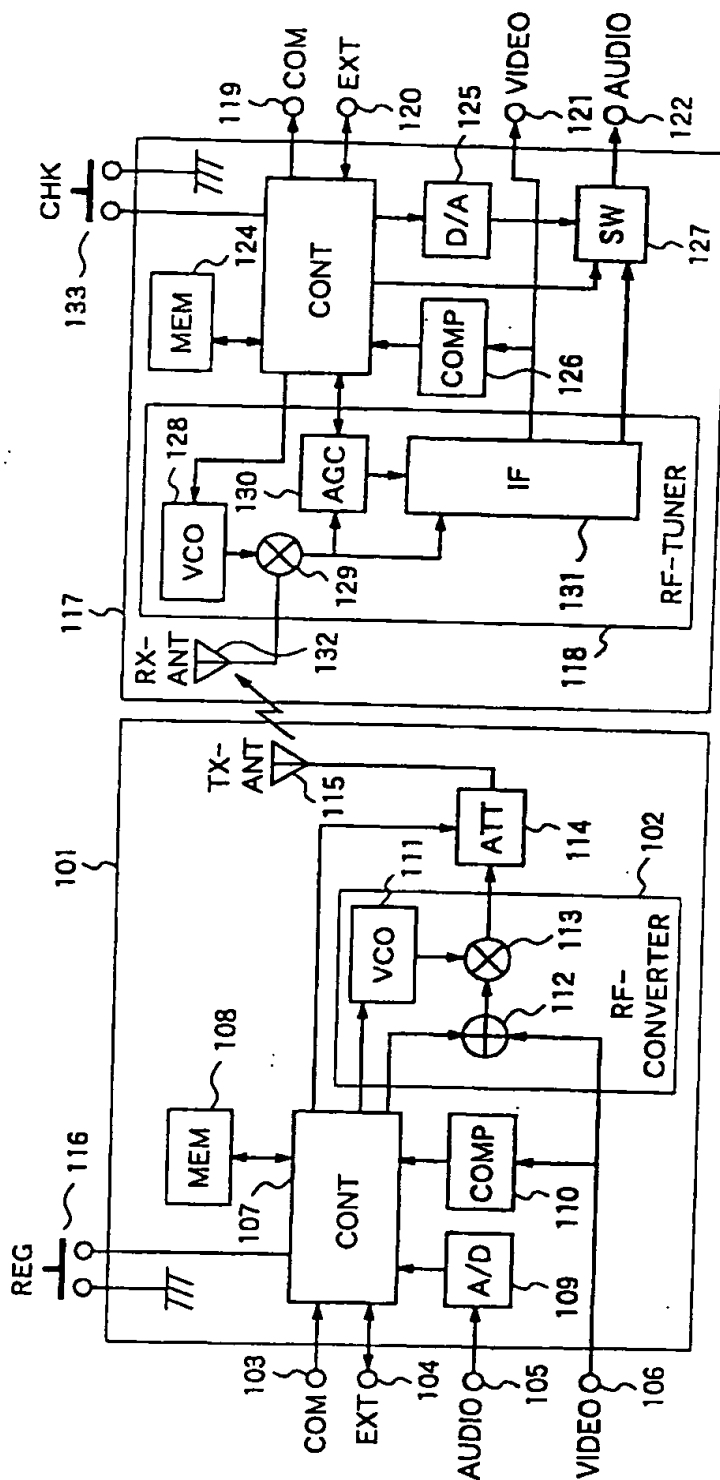 REG
116
COM
103
EXT
104
AUDIO
105
VIDEO
106
101
MEM
108
107
CONT
A/D
109
COMP
110
VCO
111
112
113
RF-
CONVERTER
102
ATT
114
TX-
ANT
115
117
RX-
ANT
132
VCO
128
129
130
AGC
IF
131
RF-TUNER
118
133
CHK
MEM
124
CONT
COMP
126
D/A
125
SW
127
119
COM
EXT
120
VIDEO
121
AUDIO
122